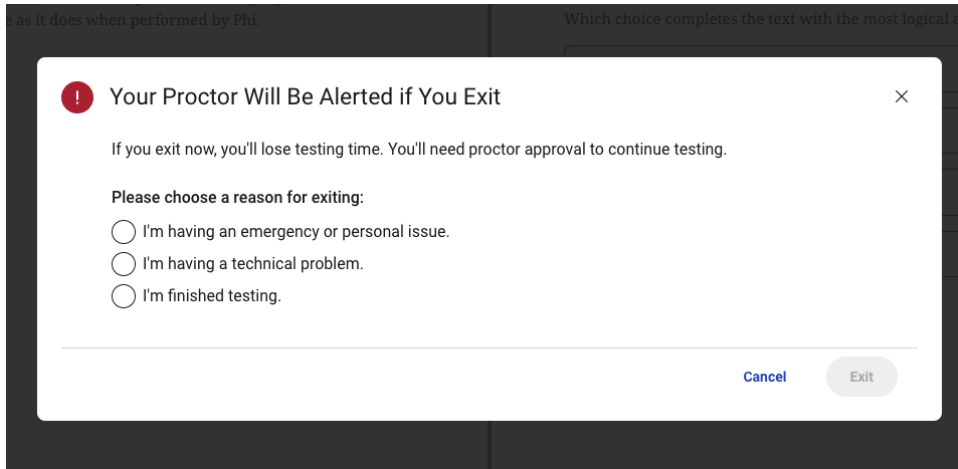 e as it does when performed by Phi.
Which choice completes the text with the most logical
Your Proctor Will Be Alerted if You Exit
If you exit now, you'll lose testing time. You'll need proctor approval to continue testing.
Please choose a reason for exiting:
I'm having an emergency or personal issue.
I'm having a technical problem.
I'm finished testing.
Cancel
Exit